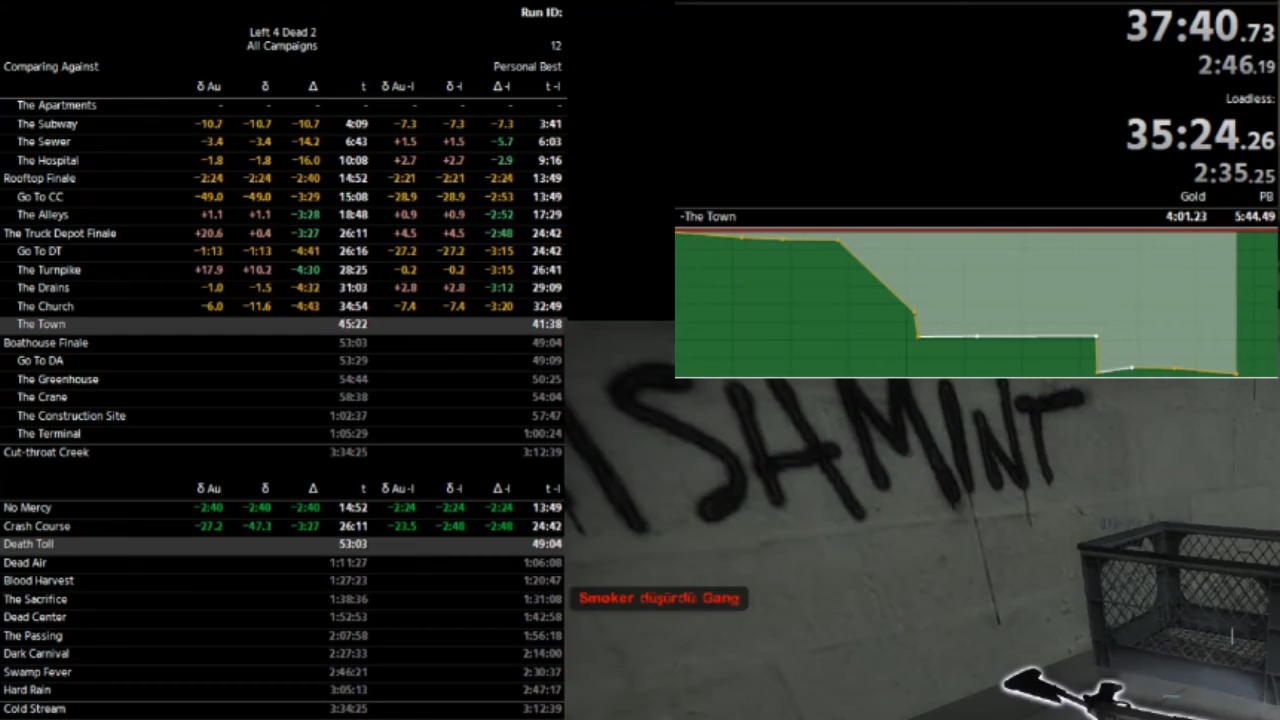 Run ID:
Left 4 Dead 2
All Campaigns
12
Comparing Against Personal Best
δ Au δ Δ t δ Au -l δ -l Δ -l t -l
The Apartments - - - - - - - -
The Subway −10.7 −10.7 −10.7 4:09 −7.3 −7.3 −7.3 3:41
The Sewer −3.4 −3.4 −14.2 6:43 +1.5 +1.5 −5.7 6:03
The Hospital −1.8 −1.8 −16.0 10:08 +2.7 +2.7 −2.9 9:16
Rooftop Finale −2:24 −2:24 −2:40 14:52 −2:21 −2:21 −2:24 13:49
Go To CC −49.0 −49.0 −3:29 15:08 −28.9 −28.9 −2:53 13:49
The Alleys +1.1 +1.1 −3:28 18:48 +0.9 +0.9 −2:52 17:29
The Truck Depot Finale +20.6 +0.4 −3:27 26:11 +4.5 +4.5 −2:48 24:42
Go To DT −1:13 −1:13 −4:41 26:16 −27.2 −27.2 −3:15 24:42
The Turnpike +17.9 +10.2 −4:30 28:25 −0.2 −0.2 −3:15 26:41
The Drains −1.0 −1.5 −4:32 31:03 +2.8 +2.8 −3:12 29:09
The Church −6.0 −11.6 −4:43 34:54 −7.4 −7.4 −3:20 32:49
The Town 45:22 41:38
Boathouse Finale 53:03 49:04
Go To DA 53:29 49:09
The Greenhouse 54:44 50:25
The Crane 58:38 54:04
The Construction Site 1:02:37 57:47
The Terminal 1:05:29 1:00:24
Cut-throat Creek 3:34:25 3:12:39
δ Au δ Δ t δ Au -l δ -l Δ -l t -l
No Mercy −2:40 −2:40 −2:40 14:52 −2:24 −2:24 −2:24 13:49
Crash Course −27.2 −47.3 −3:27 26:11 −23.5 −2:48 −2:48 24:42
Death Toll 53:03 49:04
Dead Air 1:11:27 1:06:08
Blood Harvest 1:27:23 1:20:47
The Sacrifice 1:38:36 1:31:08
Dead Center 1:52:53 1:42:58
The Passing 2:07:58 1:56:18
Dark Carnival 2:27:33 2:14:00
Swamp Fever 2:46:21 2:30:37
Hard Rain 3:05:13 2:47:17
Cold Stream 3:34:25 3:12:39
37:40.73
2:46.19
Loadless:
35:24.26
2:35.25
Gold PB
-The Town 4:01.23 5:44.49
SHMINT
Smoker düşürdü Gang